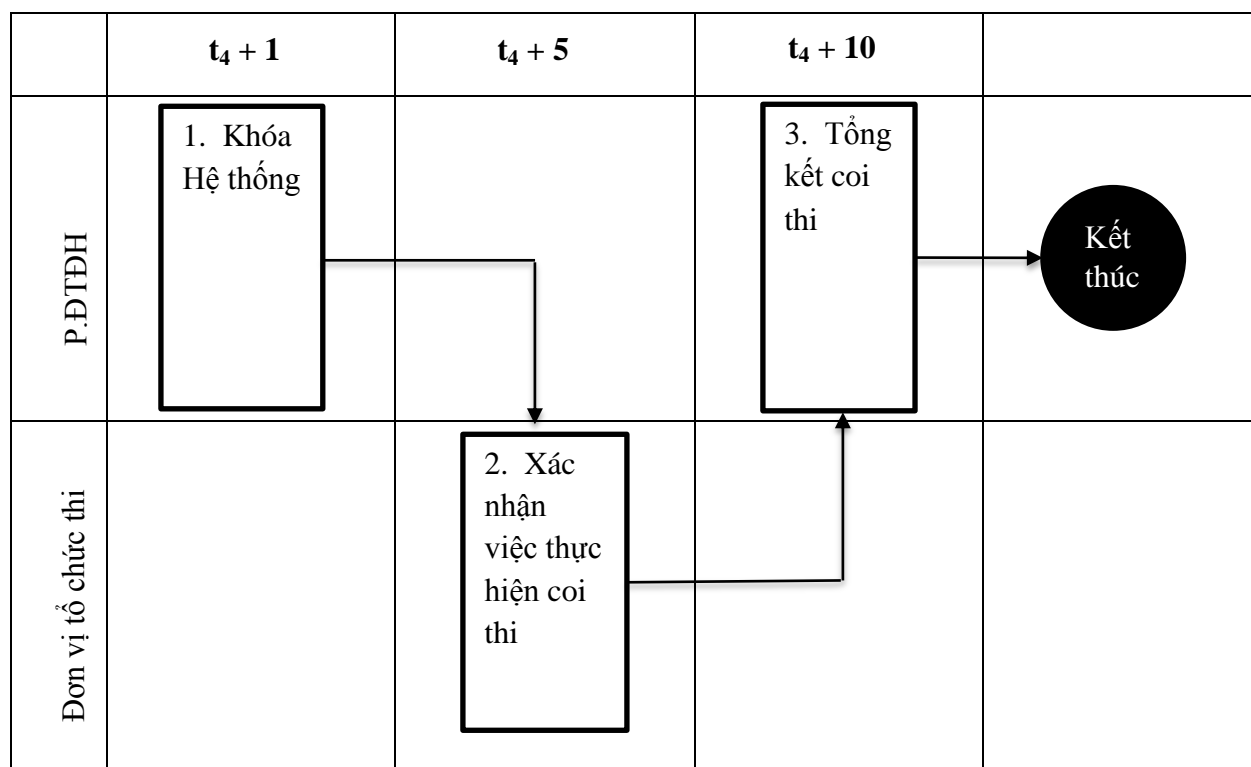 t₄ + 1
t₄ + 5
t₄ + 10
P.ĐTĐH
1. Khóa
Hệ thống
3. Tổng
kết coi
thi
Kết
thúc
Đơn vị tổ chức thi
2. Xác
nhận
việc thực
hiện coi
thi